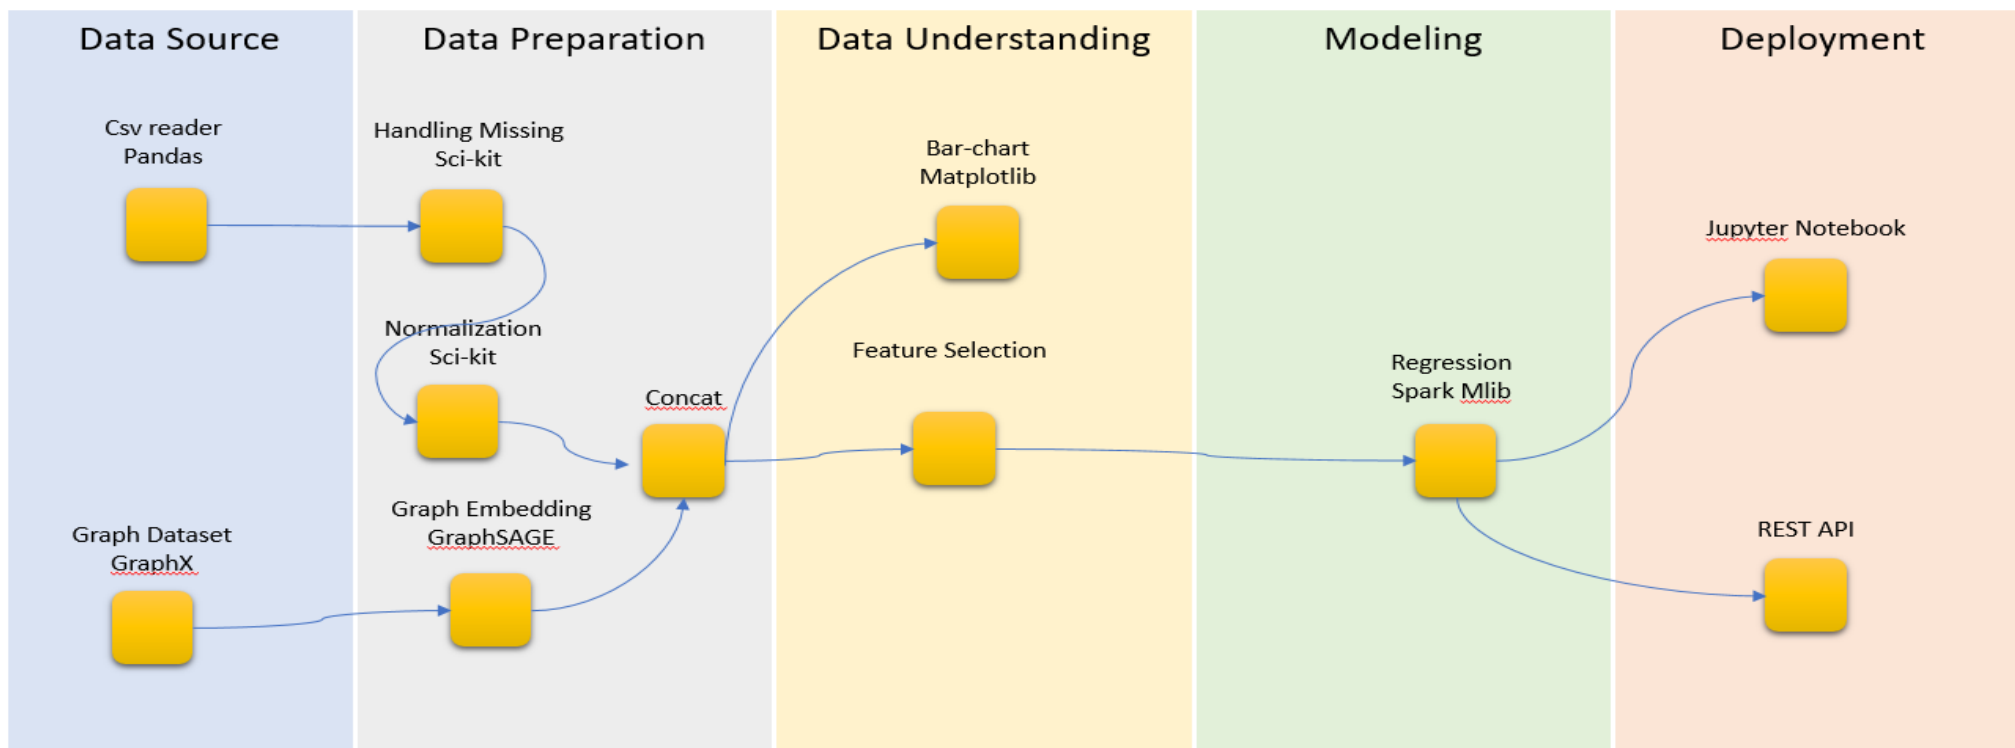 Data Source
Data Preparation
Data Understanding
Modeling
Deployment
Csv reader
Pandas
Handling Missing
Sci-kit
Bar-chart
Matplotlib
Jupyter Notebook
Normalization
Sci-kit
Feature Selection
Regression
Spark Mlib
Concat
Graph Embedding
GraphSAGE
Graph Dataset
GraphX
REST API